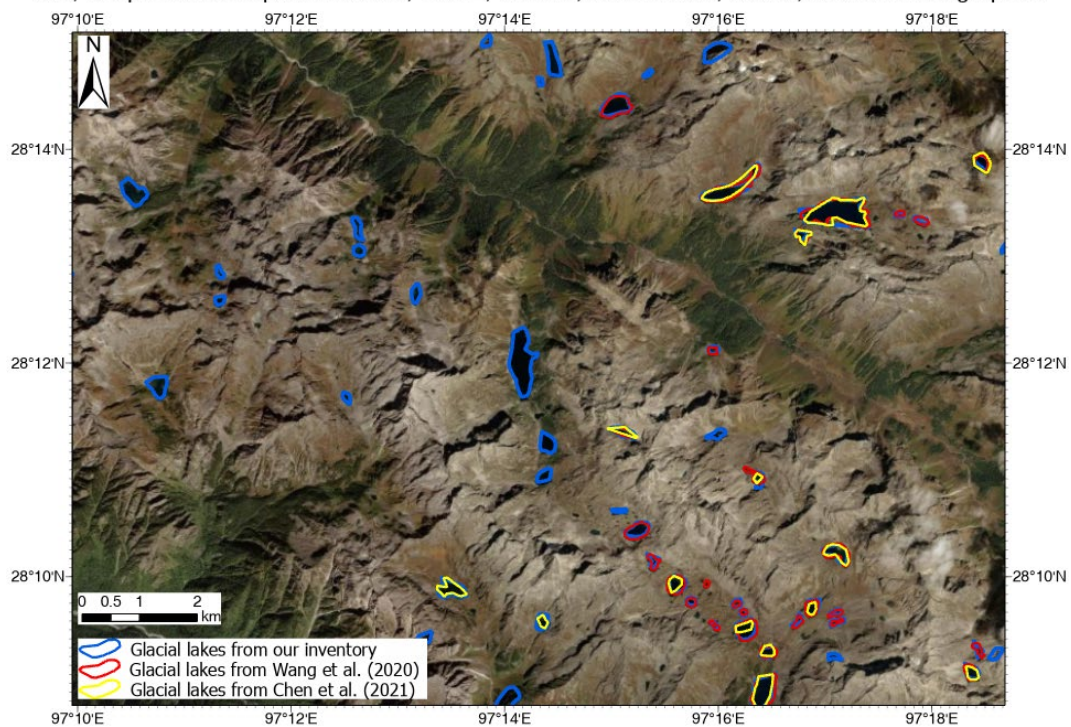 97°10'E 97°12'E 97°14'E 97°16'E 97°18'E
N
28°14'N 28°14'N
28°12'N 28°12'N
28°10'N 28°10'N
0 0.5 1 2
km
Glacial lakes from our inventory
Glacial lakes from Wang et al. (2020)
Glacial lakes from Chen et al. (2021)
97°10'E 97°12'E 97°14'E 97°16'E 97°18'E